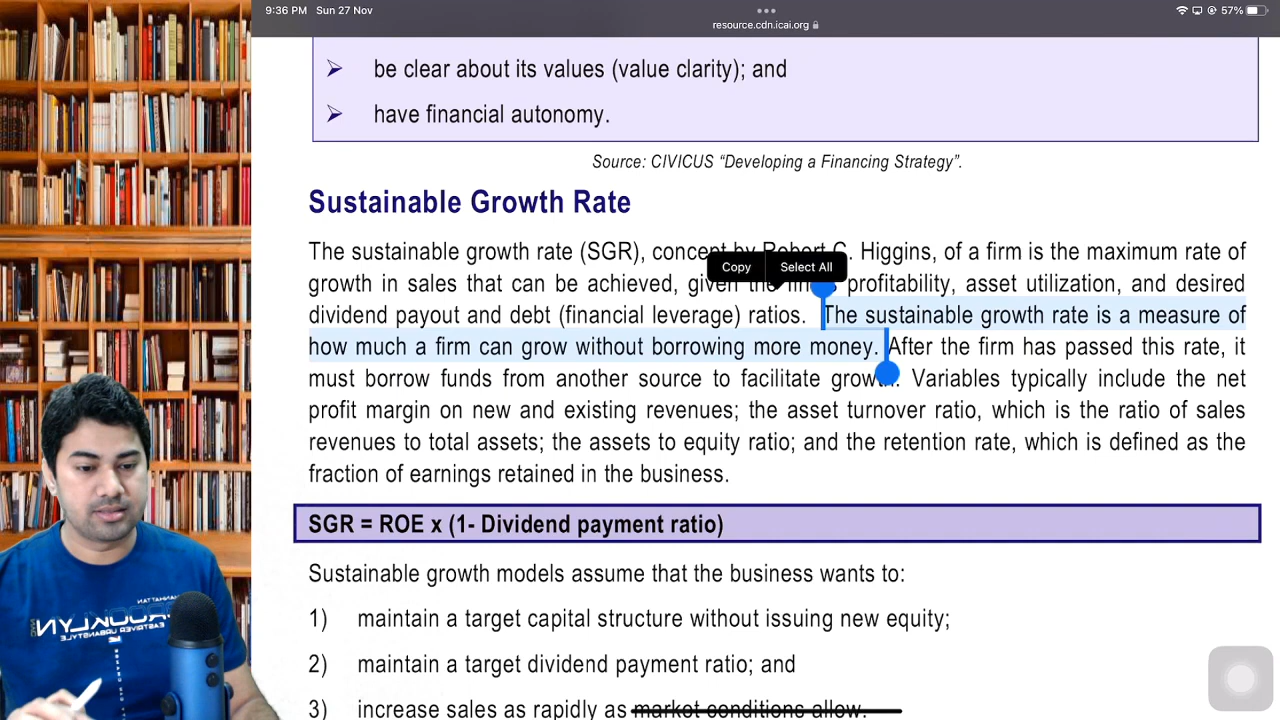 9:36 PM Sun 27 Nov
57%
resource.cdn.icai.org
➢ be clear about its values (value clarity); and
➢ have financial autonomy.
Source: CIVICUS “Developing a Financing Strategy”.
Sustainable Growth Rate
The sustainable growth rate (SGR), concept by Robert C. Higgins, of a firm is the maximum rate of
Copy Select All
growth in sales that can be achieved, given the firm's profitability, asset utilization, and desired
dividend payout and debt (financial leverage) ratios. The sustainable growth rate is a measure of
how much a firm can grow without borrowing more money. After the firm has passed this rate, it
must borrow funds from another source to facilitate growth. Variables typically include the net
profit margin on new and existing revenues; the asset turnover ratio, which is the ratio of sales
revenues to total assets; the assets to equity ratio; and the retention rate, which is defined as the
fraction of earnings retained in the business.
SGR = ROE x (1- Dividend payment ratio)
Sustainable growth models assume that the business wants to:
1) maintain a target capital structure without issuing new equity;
2) maintain a target dividend payment ratio; and
3) increase sales as rapidly as market conditions allow.
MANHATTAN
BROOKLYN
EASTRIVER URBANSTYLE